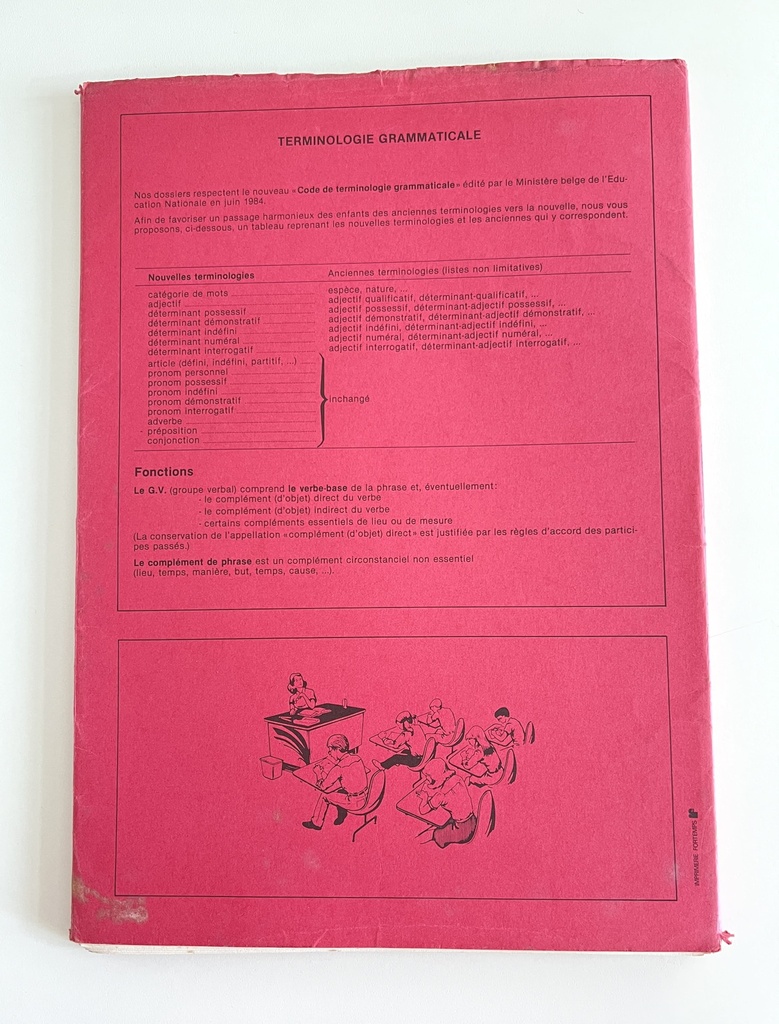 TERMINOLOGIE GRAMMATICALE
Nos dossiers respectent le nouveau «Code de terminologie grammaticale» édité par le Ministère belge de l'Edu-
cation Nationale en juin 1984.
Afin de favoriser un passage harmonieux des enfants des anciennes terminologies vers la nouvelle, nous vous
proposons, ci-dessous, un tableau reprenant les nouvelles terminologies et les anciennes qui y correspondent.
Nouvelles terminologies Anciennes terminologies (listes non limitatives)
catégorie de mots espèce, nature, ...
adjectif adjectif qualificatif, déterminant-qualificatif, ...
déterminant possessif adjectif possessif, déterminant-adjectif possessif, ...
déterminant démonstratif adjectif démonstratif, déterminant-adjectif démonstratif, ...
déterminant indéfini adjectif indéfini, déterminant-adjectif indéfini, ...
déterminant numéral adjectif numéral, déterminant-adjectif numéral, ...
déterminant interrogatif adjectif interrogatif, déterminant-adjectif interrogatif, ...
article (défini, indéfini, partitif, ...)
pronom personnel
pronom possessif
pronom indéfini
pronom démonstratif inchangé
pronom interrogatif
adverbe
préposition
conjonction
Fonctions
Le G.V. (groupe verbal) comprend le verbe-base de la phrase et, éventuellement:
- le complément (d'objet) direct du verbe
- le complément (d'objet) indirect du verbe
- certains compléments essentiels de lieu ou de mesure
(La conservation de l'appellation «complément (d'objet) direct» est justifiée par les règles d'accord des partici-
pes passés.)
Le complément de phrase est un complément circonstanciel non essentiel
(lieu, temps, manière, but, temps, cause, ...).
IMPRIMERIE FORTEMPS